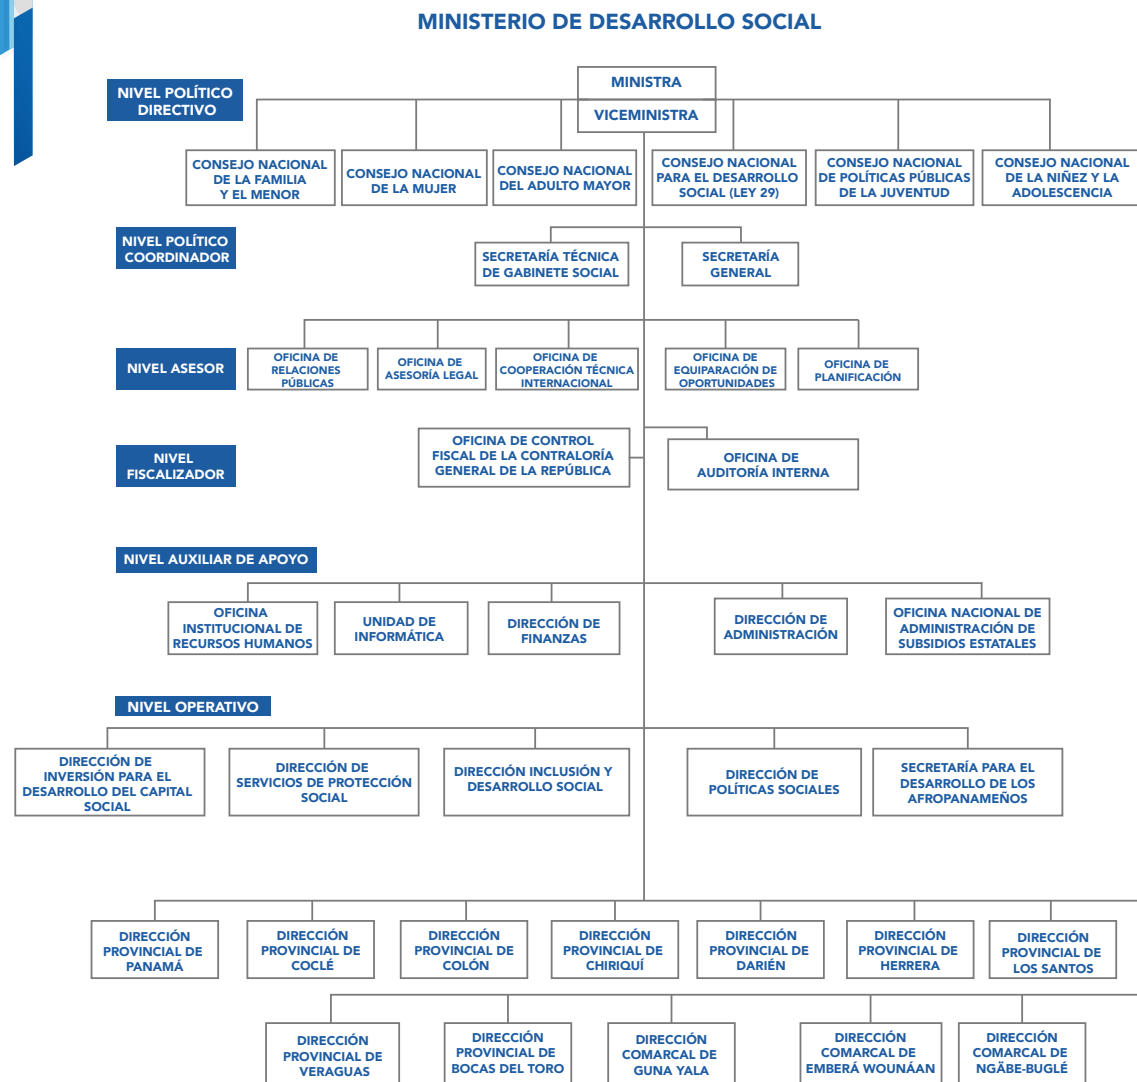 MINISTERIO DE DESARROLLO SOCIAL
NIVEL POLÍTICO
DIRECTIVO
MINISTRA
VICEMINISTRA
CONSEJO NACIONAL
DE LA FAMILIA
Y EL MENOR
CONSEJO NACIONAL
DE LA MUJER
CONSEJO NACIONAL
DEL ADULTO MAYOR
CONSEJO NACIONAL
PARA EL DESARROLLO
SOCIAL (LEY 29)
CONSEJO NACIONAL
DE POLÍTICAS PÚBLICAS
DE LA JUVENTUD
CONSEJO NACIONAL
DE LA NIÑEZ Y LA
ADOLESCENCIA
NIVEL POLÍTICO
COORDINADOR
SECRETARÍA TÉCNICA
DE GABINETE SOCIAL
SECRETARÍA
GENERAL
NIVEL ASESOR
OFICINA DE
RELACIONES
PÚBLICAS
OFICINA DE
ASESORÍA LEGAL
OFICINA DE
COOPERACIÓN TÉCNICA
INTERNACIONAL
OFICINA DE
EQUIPARACIÓN DE
OPORTUNIDADES
OFICINA DE
PLANIFICACIÓN
NIVEL
FISCALIZADOR
OFICINA DE CONTROL
FISCAL DE LA CONTRALORÍA
GENERAL DE LA REPÚBLICA
OFICINA DE
AUDITORÍA INTERNA
NIVEL AUXILIAR DE APOYO
OFICINA
INSTITUCIONAL DE
RECURSOS HUMANOS
UNIDAD DE
INFORMÁTICA
DIRECCIÓN DE
FINANZAS
DIRECCIÓN DE
ADMINISTRACIÓN
OFICINA NACIONAL DE
ADMINISTRACIÓN DE
SUBSIDIOS ESTATALES
NIVEL OPERATIVO
DIRECCIÓN DE
INVERSIÓN PARA EL
DESARROLLO DEL CAPITAL
SOCIAL
DIRECCIÓN DE
SERVICIOS DE PROTECCIÓN
SOCIAL
DIRECCIÓN INCLUSIÓN Y
DESARROLLO SOCIAL
DIRECCIÓN DE
POLÍTICAS SOCIALES
SECRETARÍA PARA EL
DESARROLLO DE LOS
AFROPANAMEÑOS
DIRECCIÓN
PROVINCIAL DE
PANAMÁ
DIRECCIÓN
PROVINCIAL DE
COCLÉ
DIRECCIÓN
PROVINCIAL DE
COLÓN
DIRECCIÓN
PROVINCIAL DE
CHIRIQUÍ
DIRECCIÓN
PROVINCIAL DE
DARIÉN
DIRECCIÓN
PROVINCIAL DE
HERRERA
DIRECCIÓN
PROVINCIAL DE
LOS SANTOS
DIRECCIÓN
PROVINCIAL DE
VERAGUAS
DIRECCIÓN
PROVINCIAL DE
BOCAS DEL TORO
DIRECCIÓN
COMARCAL DE
GUNA YALA
DIRECCIÓN
COMARCAL DE
EMBERÁ WOUNÁAN
DIRECCIÓN
COMARCAL DE
NGÄBE-BUGLÉ